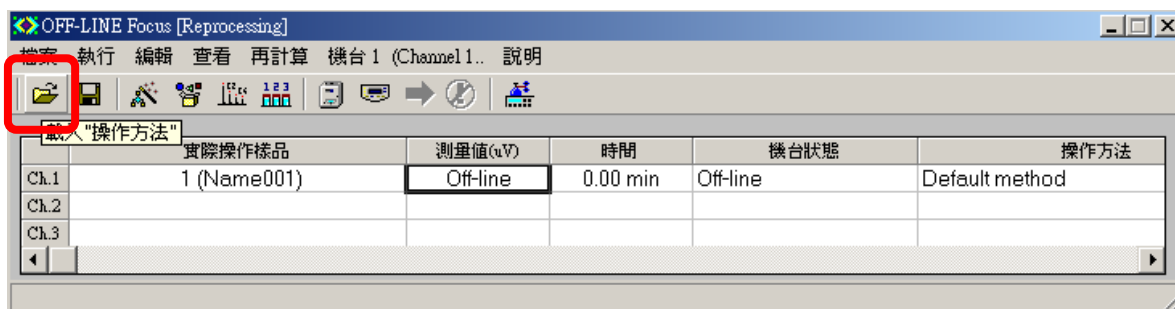 OFF-LINE Focus [Reprocessing]
檔案 執行 編輯 查看 再計算 機台 1 (Channel 1.. 說明
載入"操作方法"
實際操作樣品 測量值(uV) 時間 機台狀態 操作方法
Ch.1 1 (Name001) Off-line 0.00 min Off-line Default method
Ch.2
Ch.3